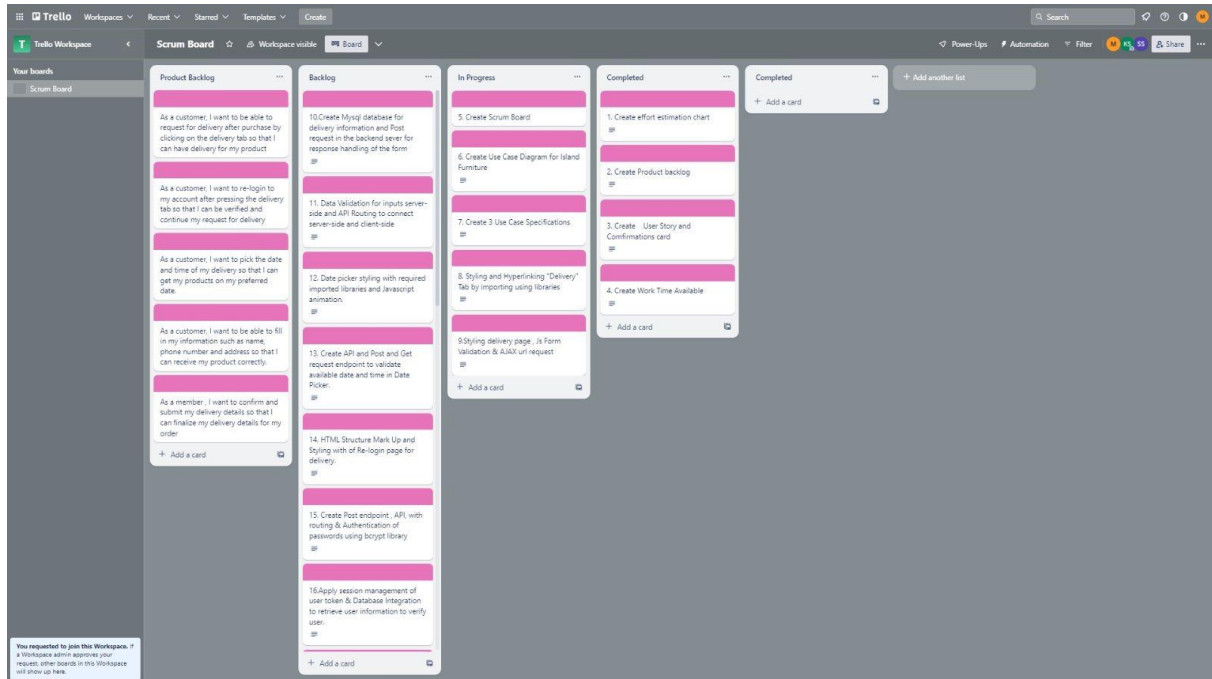 Trello Workspaces Recent Starred Templates Create Search M
T Trello Workspace Scrum Board Workspace visible Board Power-Ups Automation Filter M KS SS Share
Your boards
Scrum Board
You requested to join this Workspace. If
a Workspace admin approves your
request, other boards in this Workspace
will show up here.
Product Backlog
As a customer, I want to be able to
request for delivery after purchase by
clicking on the delivery tab so that I
can have delivery for my product
As a customer, I want to re-login to
my account after pressing the delivery
tab so that I can be verified and
continue my request for delivery
As a customer, I want to pick the date
and time of my delivery so that I can
get my products on my preferred
date.
As a customer, I want to be able to fill
in my information such as name,
phone number and address so that I
can receive my product correctly.
As a member , I want to confirm and
submit my delivery details so that I
can finalize my delivery details for my
order
+ Add a card
Backlog
10.Create Mysql database for
delivery information and Post
request in the backend sever for
response handling of the form
11. Data Validation for inputs server-
side and API Routing to connect
server-side and client-side
12. Date picker styling with required
imported libraries and Javascript
animation.
13. Create API and Post and Get
request endpoint to validate
available date and time in Date
Picker.
14. HTML Structure Mark Up and
Styling with of Re-login page for
delivery.
15. Create Post endpoint , API, with
routing & Authentication of
passwords using bcrypt library
16.Apply session management of
user token & Database Integration
to retrieve user information to verify
user.
+ Add a card
In Progress
5. Create Scrum Board
6. Create Use Case Diagram for Island
Furniture
7. Create 3 Use Case Specifications
8. Styling and Hyperlinking "Delivery"
Tab by importing using libraries
9.Styling delivery page , Js Form
Validation & AJAX url request
+ Add a card
Completed
1. Create effort estimation chart
2. Create Product backlog
3. Create User Story and
Comfirmations card
4. Create Work Time Available
+ Add a card
Completed
+ Add a card
+ Add another list